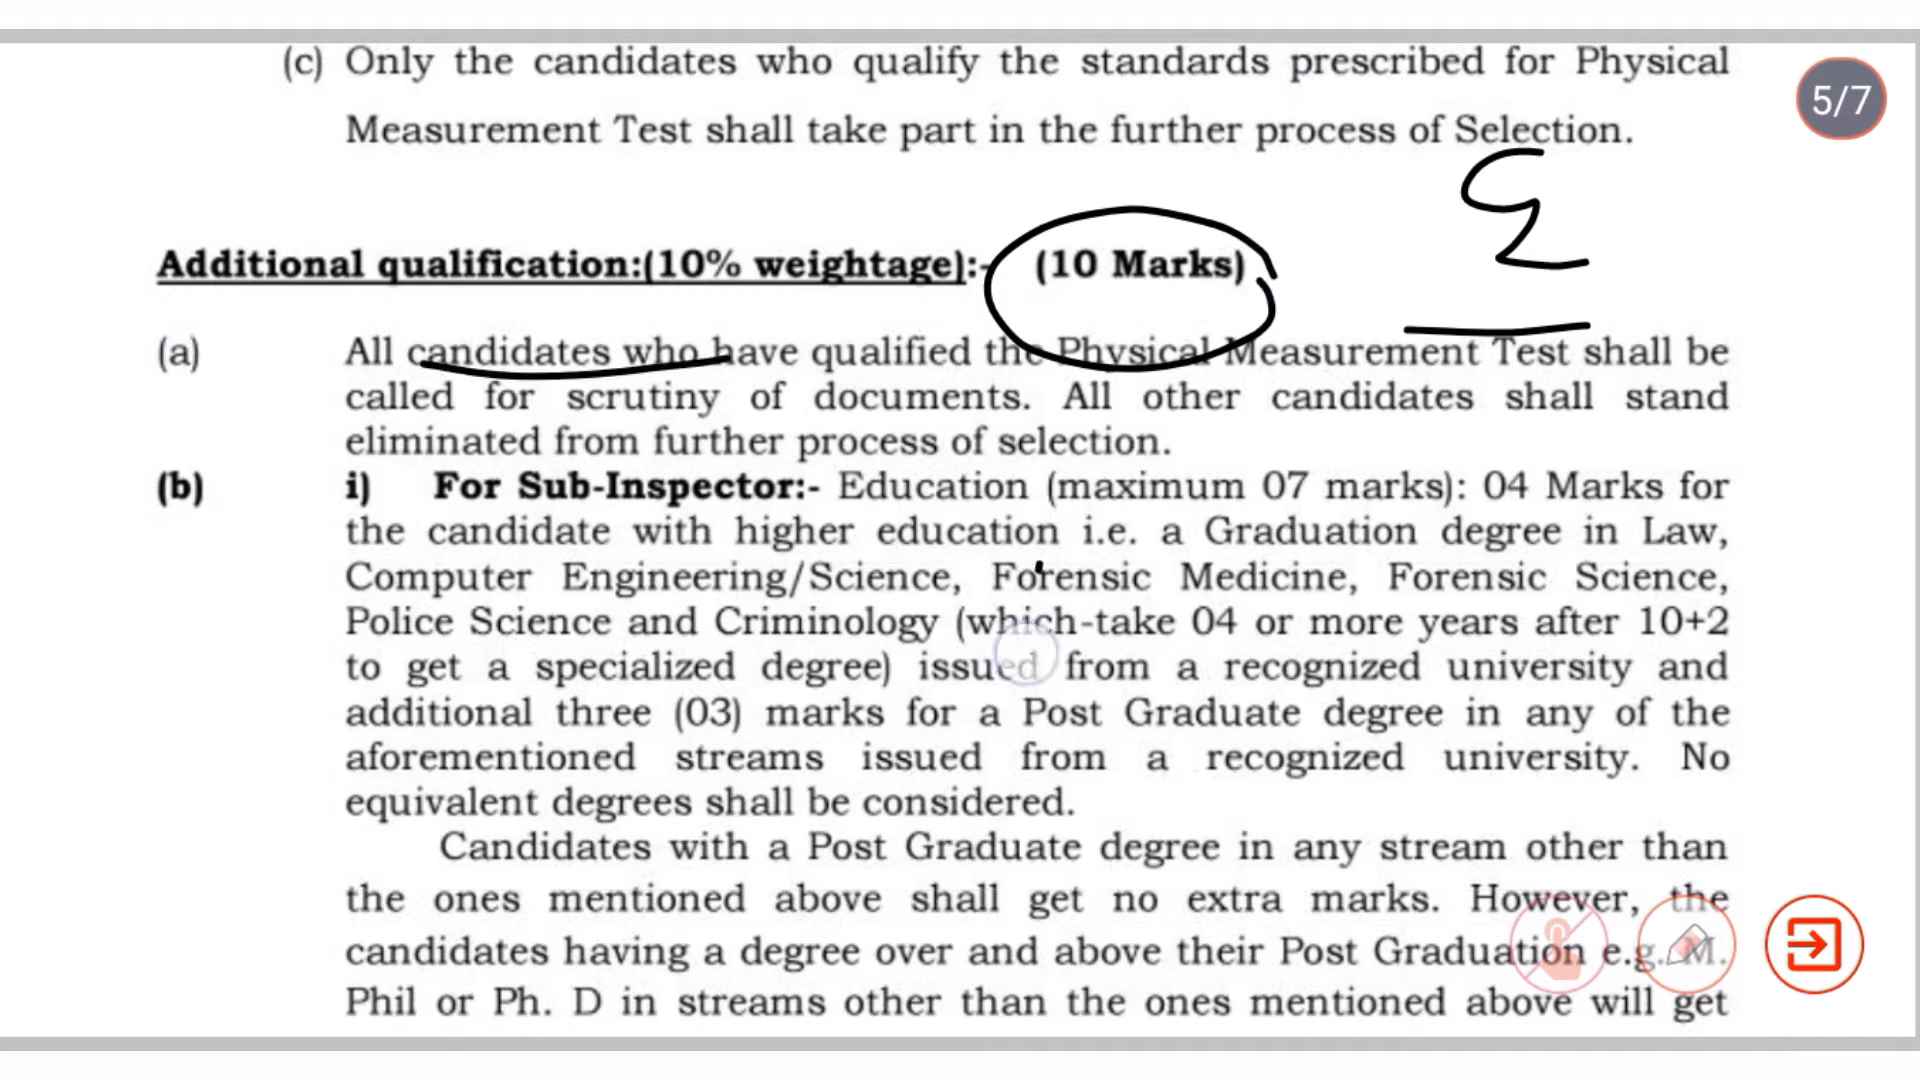 (c) Only the candidates who qualify the standards prescribed for Physical
5/7
Measurement Test shall take part in the further process of Selection.
Additional qualification:(10% weightage):- (10 Marks)
(a) All candidates who have qualified the Physical Measurement Test shall be
called for scrutiny of documents. All other candidates shall stand
eliminated from further process of selection.
(b) i) For Sub-Inspector:- Education (maximum 07 marks): 04 Marks for
the candidate with higher education i.e. a Graduation degree in Law,
Computer Engineering/Science, Forensic Medicine, Forensic Science,
Police Science and Criminology (which-take 04 or more years after 10+2
to get a specialized degree) issued from a recognized university and
additional three (03) marks for a Post Graduate degree in any of the
aforementioned streams issued from a recognized university. No
equivalent degrees shall be considered.
Candidates with a Post Graduate degree in any stream other than
the ones mentioned above shall get no extra marks. However, the
candidates having a degree over and above their Post Graduation e.g. M.
Phil or Ph. D in streams other than the ones mentioned above will get